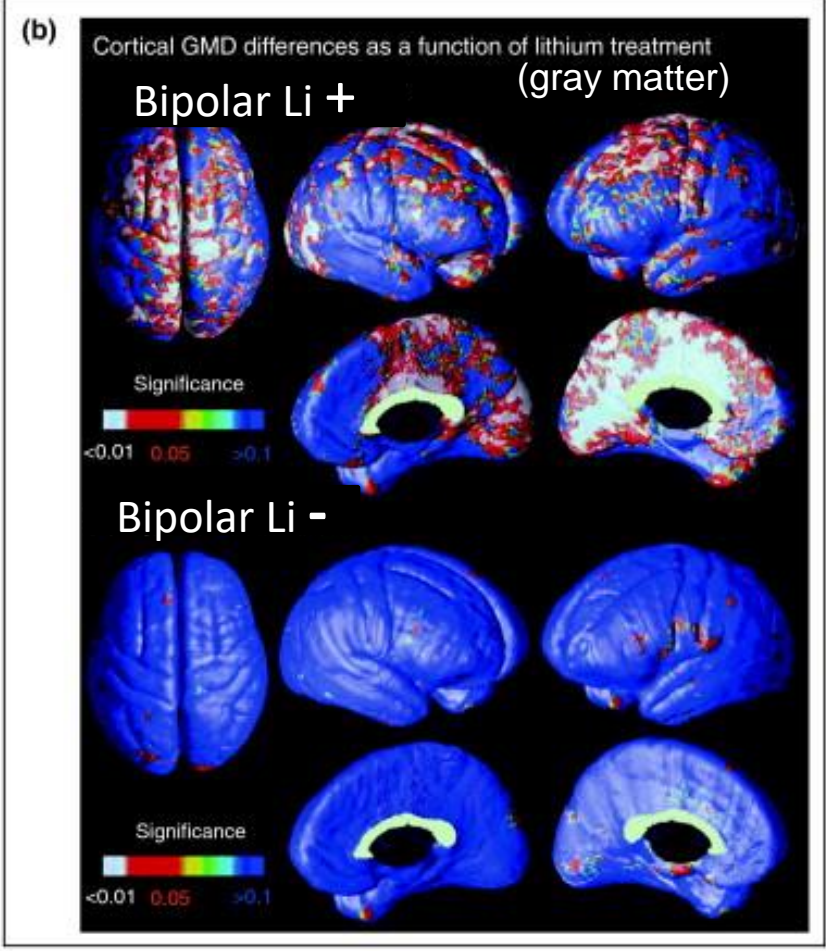 (b)
Cortical GMD differences as a function of lithium treatment
(gray matter)
Bipolar Li +
Significance
<0.01 0.05 >0.1
Bipolar Li -
Significance
<0.01 0.05 >0.1